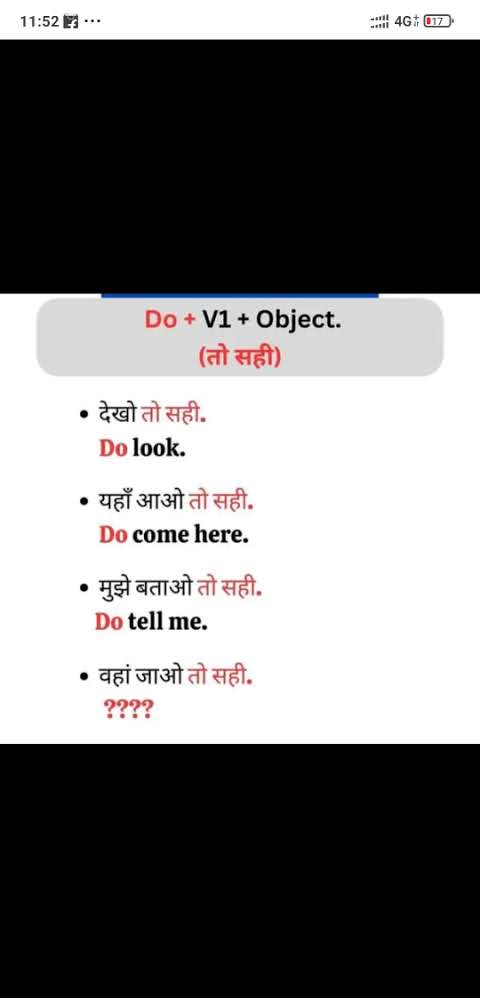 11:52 ...
4G+ 17
Do + V1 + Object.
(तो सही)
• देखो तो सही.
Do look.
• यहाँ आओ तो सही.
Do come here.
• मुझे बताओ तो सही.
Do tell me.
• वहां जाओ तो सही.
????